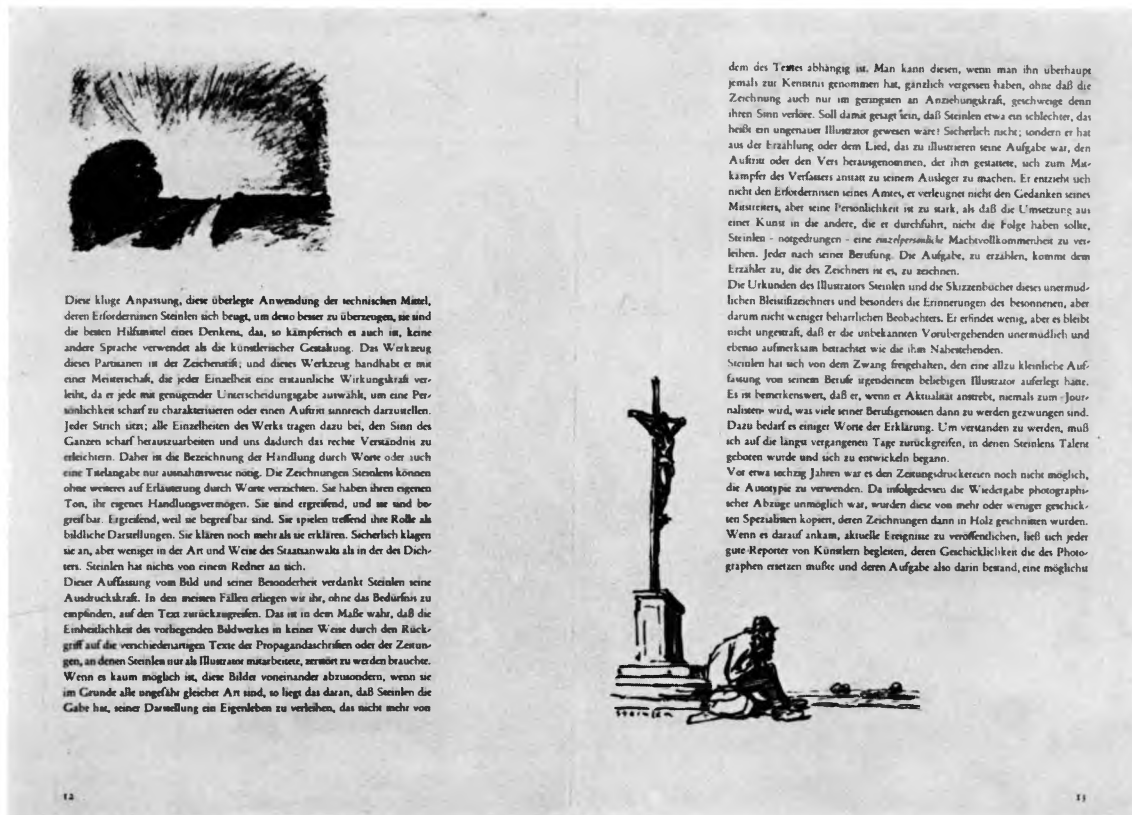 Diese kluge Anpassung, diese überlegte Anwendung der technischen Mittel,
deren Erfordernissen Steinlen sich beugt, um desto besser zu überzeugen, sie sind
die besten Hilfsmittel eines Denkens, das, so kämpferisch es auch ist, keine
andere Sprache verwendet als die künstlerischer Gestaltung. Das Werkzeug
dieses Partisanen ist der Zeichenstift; und dieses Werkzeug handhabt er mit
einer Meisterschaft, die jeder Einzelheit eine erstaunliche Wirkungskraft ver-
leiht, da er jede mit genügender Unterscheidungsgabe auswählt, um eine Per-
sönlichkeit scharf zu charakterisieren oder einen Auftritt sinnreich darzustellen.
Jeder Strich sitzt; alle Einzelheiten des Werks tragen dazu bei, den Sinn des
Ganzen scharf herauszuarbeiten und uns dadurch das rechte Verständnis zu
erleichtern. Daher ist die Bezeichnung der Handlung durch Worte oder auch
eine Titelangabe nur ausnahmsweise nötig. Die Zeichnungen Steinlens können
ohne weiteres auf Erläuterung durch Worte verzichten. Sie haben ihren eigenen
Ton, ihr eigenes Handlungsvermögen. Sie sind ergreifend, und sie sind be-
greifbar. Ergreifend, weil sie begreifbar sind. Sie spielen treffend ihre Rolle als
bildliche Darstellungen. Sie klären noch mehr als sie erklären. Sicherlich klagen
sie an, aber weniger in der Art und Weise des Staatsanwalts als in der des Dich-
ters. Steinlen hat nichts von einem Redner an sich.
Dieser Auffassung vom Bild und seiner Besonderheit verdankt Steinlen seine
Ausdruckskraft. In den meisten Fällen erliegen wir ihr, ohne das Bedürfnis zu
empfinden, auf den Text zurückzugreifen. Das ist in dem Maße wahr, daß die
Einheitlichkeit des vorliegenden Bildwerkes in keiner Weise durch den Rück-
griff auf die verschiedenartigen Texte der Propagandaschriften oder der Zeitun-
gen, an denen Steinlen nur als Illustrator mitarbeitete, zerstört zu werden brauchte.
Wenn es kaum möglich ist, diese Bilder voneinander abzusondern, wenn sie
im Grunde alle ungefähr gleicher Art sind, so liegt das daran, daß Steinlen die
Gabe hat, seiner Darstellung ein Eigenleben zu verleihen, das nicht mehr von
12
dem des Textes abhängig ist. Man kann diesen, wenn man ihn überhaupt
jemals zur Kenntnis genommen hat, gänzlich vergessen haben, ohne daß die
Zeichnung auch nur im geringsten an Anziehungskraft, geschweige denn
ihren Sinn verlöre. Soll damit gesagt sein, daß Steinlen etwa ein schlechter, das
heißt ein ungenauer Illustrator gewesen wäre? Sicherlich nicht; sondern er hat
aus der Erzählung oder dem Lied, das zu illustrieren seine Aufgabe war, den
Auftritt oder den Vers herausgenommen, der ihm gestattete, sich zum Mit-
kämpfer des Verfassers anstatt zu seinem Ausleger zu machen. Er entzieht sich
nicht den Erfordernissen seines Amtes, er verleugnet nicht den Gedanken seines
Mitstreiters, aber seine Persönlichkeit ist zu stark, als daß die Umsetzung aus
einer Kunst in die andere, die er durchführt, nicht die Folge haben sollte,
Steinlen - notgedrungen - eine einzelpersönliche Machtvollkommenheit zu ver-
leihen. Jeder nach seiner Berufung. Die Aufgabe, zu erzählen, kommt dem
Erzähler zu, die des Zeichners ist es, zu zeichnen.
Die Urkunden des Illustrators Steinlen und die Skizzenbücher dieses unermüd-
lichen Bleistiftzeichners und besonders die Erinnerungen des besonnenen, aber
darum nicht weniger beharrlichen Beobachters. Er erfindet wenig, aber es bleibt
nicht ungestraft, daß er die unbekannten Vorübergehenden unermüdlich und
ebenso aufmerksam betrachtet wie die ihm Nahestehenden.
Steinlen hat sich von dem Zwang freigehalten, den eine allzu kleinliche Auf-
fassung von seinem Berufe irgendeinem beliebigen Illustrator auferlegt hätte.
Es ist bemerkenswert, daß er, wenn er Aktualität anstrebt, niemals zum ›Jour-
nalisten‹ wird, was viele seiner Berufsgenossen dann zu werden gezwungen sind.
Dazu bedarf es einiger Worte der Erklärung. Um verstanden zu werden, muß
ich auf die längst vergangenen Tage zurückgreifen, in denen Steinlens Talent
geboren wurde und sich zu entwickeln begann.
Vor etwa sechzig Jahren war es den Zeitungsdruckereien noch nicht möglich,
die Autotypie zu verwenden. Da infolgedessen die Wiedergabe photographi-
scher Abzüge unmöglich war, wurden diese von mehr oder weniger geschick-
ten Spezialisten kopiert, deren Zeichnungen dann in Holz geschnitten wurden.
Wenn es darauf ankam, aktuelle Ereignisse zu veröffentlichen, ließ sich jeder
gute Reporter von Künstlern begleiten, deren Geschicklichkeit die des Photo-
graphen ersetzen mußte und deren Aufgabe also darin bestand, eine möglichst
Steinlen
13